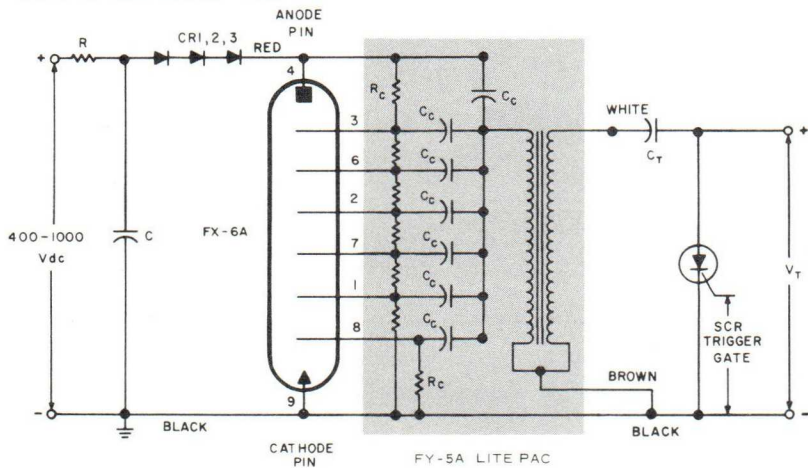 ANODE
PIN
R
CR1,2,3
RED
4
+
C
400-1000
Vdc
-
BLACK
FX-6A
3
6
2
7
1
8
9
CATHODE
PIN
Rc
Cc
Cc
Cc
Cc
Cc
Cc
Cc
Rc
WHITE
CT
+
VT
SCR
TRIGGER
GATE
BROWN
BLACK
-
FY-5A LITE PAC